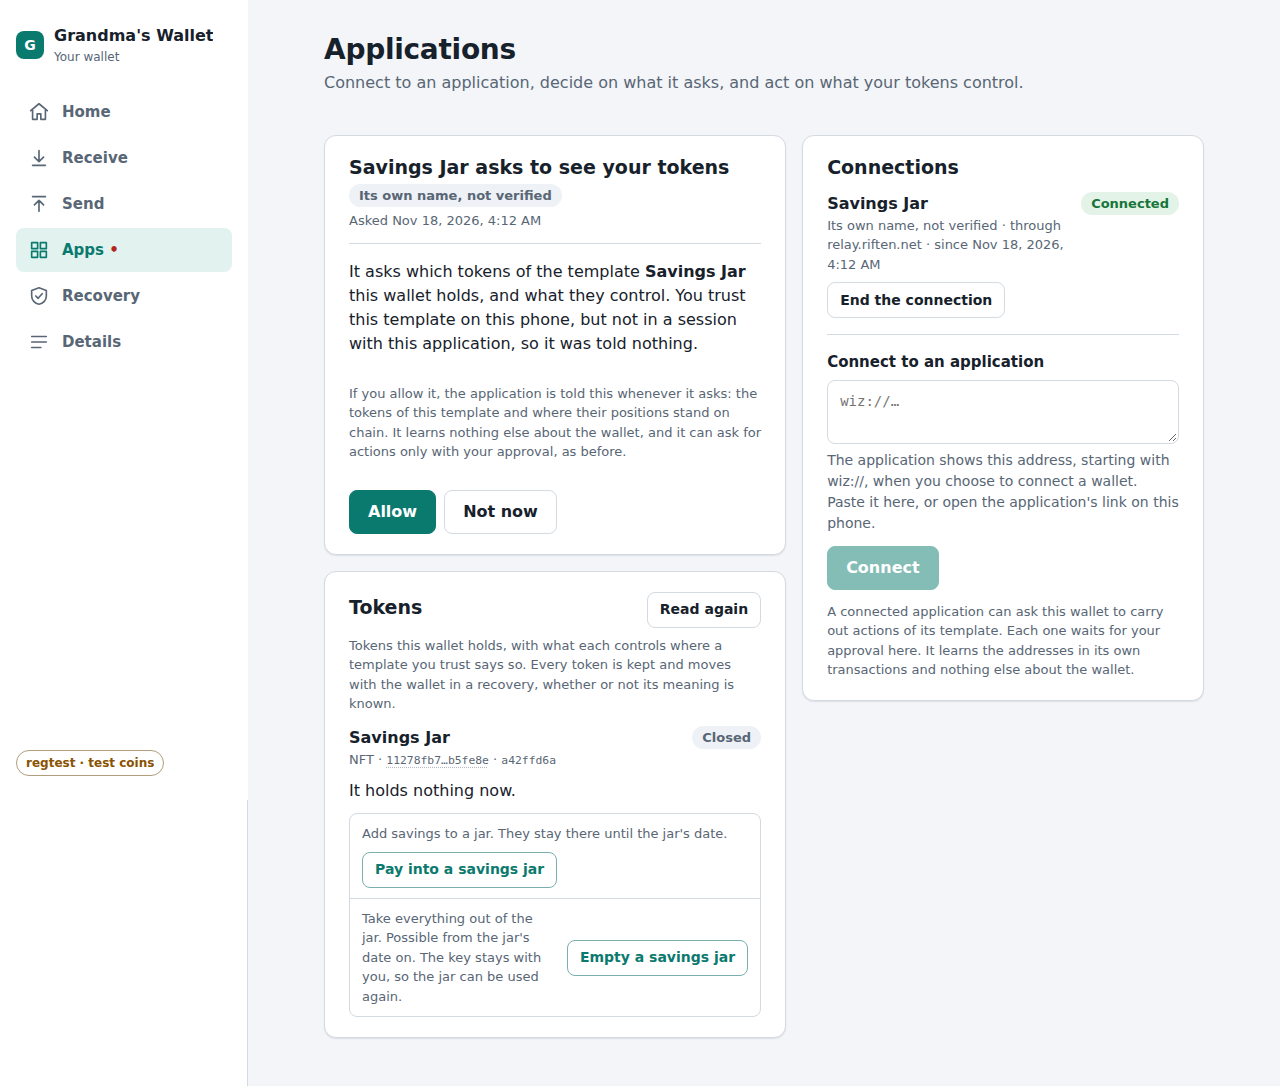 G
Grandma's Wallet
Your wallet
Home
Receive
Send
Apps •
Recovery
Details
regtest · test coins
Applications
Connect to an application, decide on what it asks, and act on what your tokens control.
Savings Jar asks to see your tokens
Its own name, not verified
Asked Nov 18, 2026, 4:12 AM
It asks which tokens of the template Savings Jar
this wallet holds, and what they control. You trust
this template on this phone, but not in a session
with this application, so it was told nothing.
If you allow it, the application is told this whenever it asks: the
tokens of this template and where their positions stand on
chain. It learns nothing else about the wallet, and it can ask for
actions only with your approval, as before.
Allow
Not now
Tokens
Read again
Tokens this wallet holds, with what each controls where a
template you trust says so. Every token is kept and moves
with the wallet in a recovery, whether or not its meaning is
known.
Savings Jar
Closed
NFT · 11278fb7…b5fe8e · a42ffd6a
It holds nothing now.
Add savings to a jar. They stay there until the jar's date.
Pay into a savings jar
Take everything out of the
jar. Possible from the jar's
date on. The key stays with
you, so the jar can be used
again.
Empty a savings jar
Connections
Savings Jar
Connected
Its own name, not verified · through
relay.riften.net · since Nov 18, 2026,
4:12 AM
End the connection
Connect to an application
wiz://…
The application shows this address, starting with
wiz://, when you choose to connect a wallet.
Paste it here, or open the application's link on this
phone.
Connect
A connected application can ask this wallet to carry
out actions of its template. Each one waits for your
approval here. It learns the addresses in its own
transactions and nothing else about the wallet.